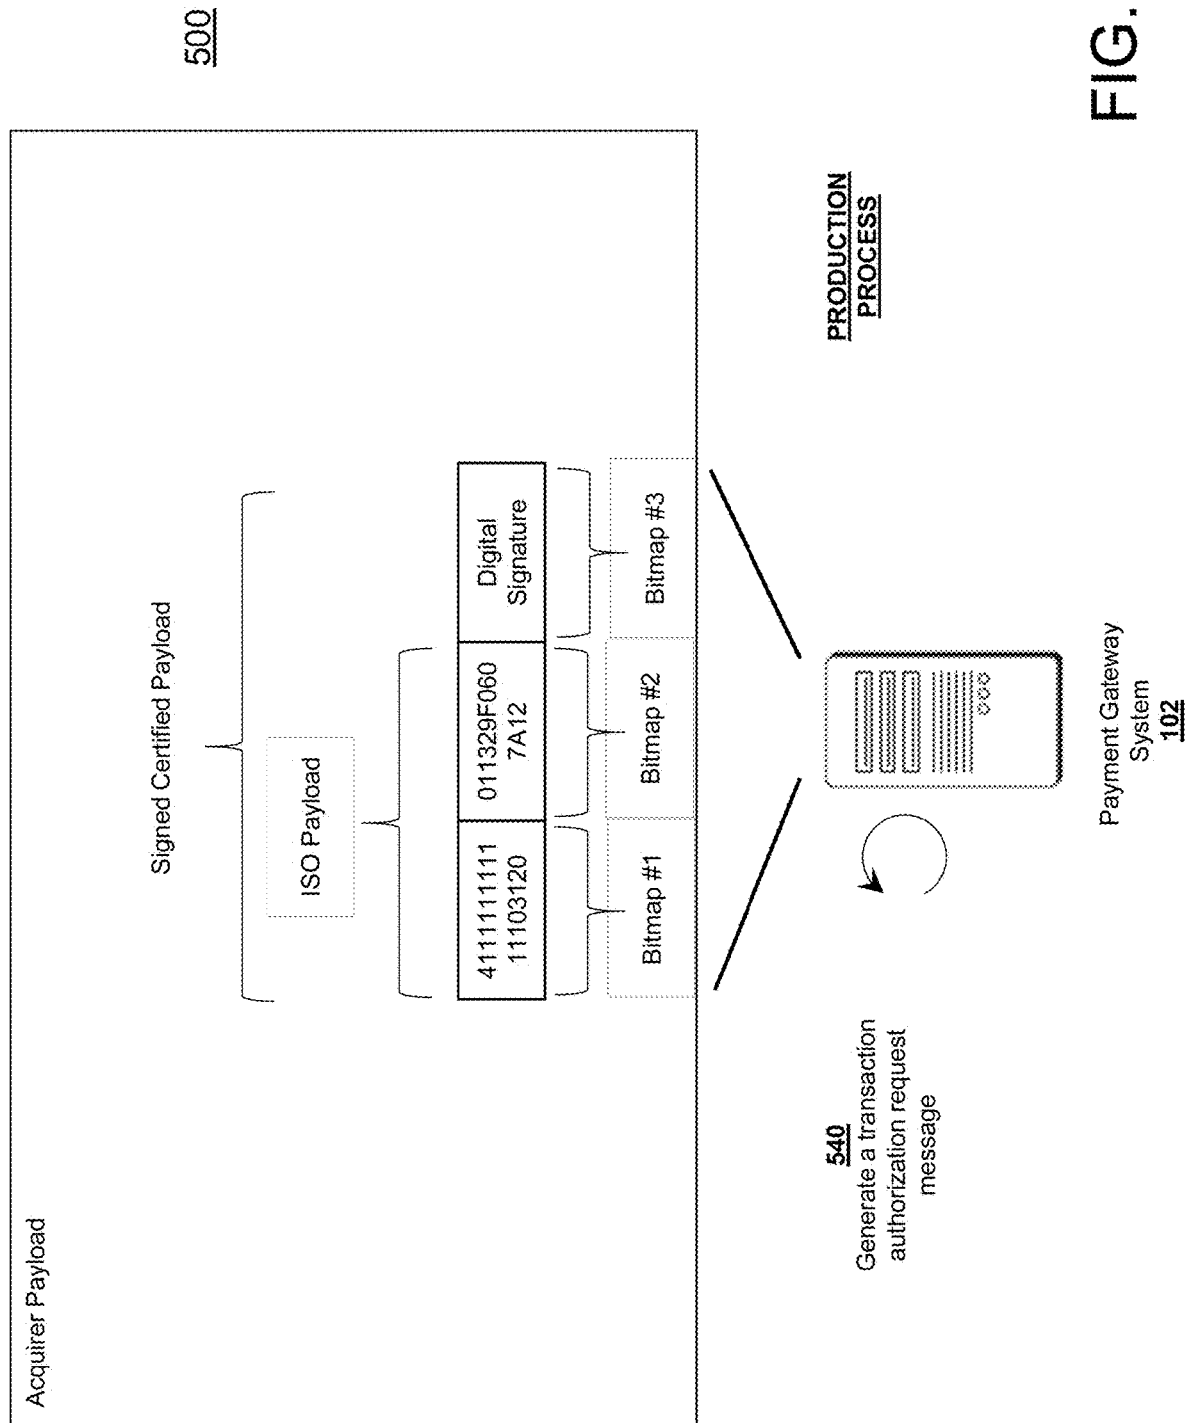 500
Acquirer Payload
Signed Certified Payload
ISO Payload
4111111111
11103120
011329F060
7A12
Digital
Signature
Bitmap #1
Bitmap #2
Bitmap #3
540
Generate a transaction
authorization request
message
Payment Gateway
System
102
PRODUCTION
PROCESS
FIG.